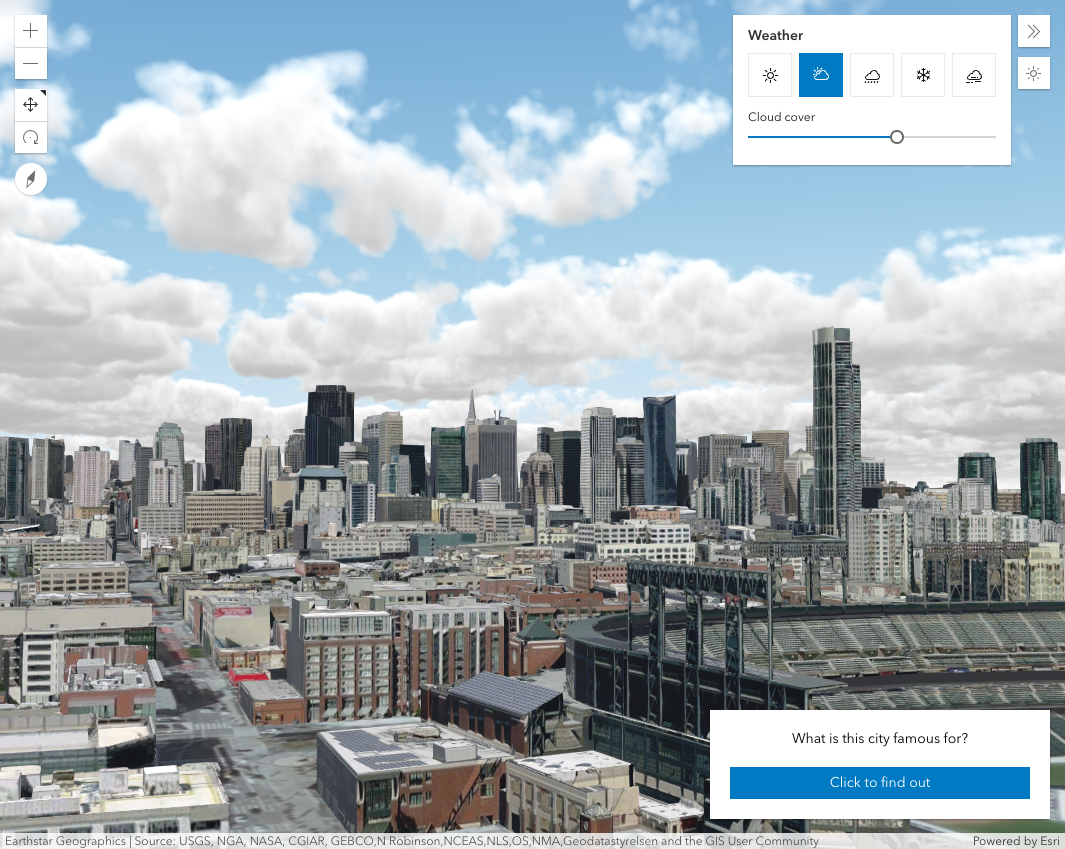 Weather
Cloud cover
What is this city famous for?
Click to find out
Earthstar Geographics | Source: USGS, NGA, NASA, CGIAR, GEBCO,N Robinson,NCEAS,NLS,OS,NMA,Geodatastyrelsen and the GIS User Community
Powered by Esri